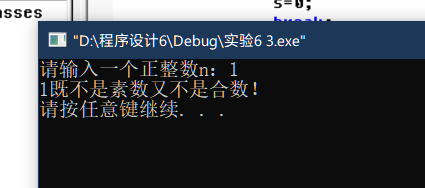 asses
s=0;
break;
"D:\程序设计6\Debug\实验6 3.exe"
请输入一个正整数n：1
1既不是素数又不是合数！
请按任意键继续. . .